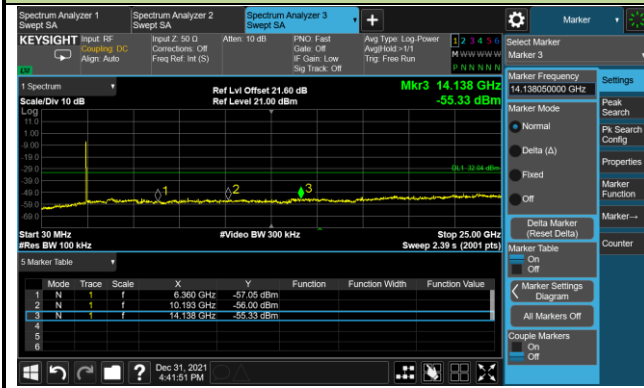 Spectrum Analyzer 1
Swept SA
Spectrum Analyzer 2
Swept SA
Spectrum Analyzer 3
Swept SA
+
Marker
KEYSIGHT
Input: RF
Coupling: DC
Align: Auto
Input Z: 50 Ω
Corrections: Off
Freq Ref: Int (S)
Atten: 10 dB
PNO: Fast
Gate: Off
IF Gain: Low
Sig Track: Off
Avg Type: Log-Power
Avg|Hold:>1/1
Trig: Free Run
1 2 3 4 5 6
M W W W W W
P N N N N N
Select Marker
Marker 3
1 Spectrum
Scale/Div 10 dB
Log
Ref Lvl Offset 21.60 dB
Ref Level 21.00 dBm
Mkr3 14.138 GHz
-55.33 dBm
11.0
1.00
-9.00
-19.0
-29.0
-39.0
-49.0
-59.0
-69.0
DL1 -32.04 dBm
1
2
3
Start 30 MHz
#Res BW 100 kHz
#Video BW 300 kHz
Stop 25.00 GHz
Sweep 2.39 s (2001 pts)
5 Marker Table
Mode Trace Scale X Y Function Function Width Function Value
1 N 1 f 6.360 GHz -57.05 dBm
2 N 1 f 10.193 GHz -56.00 dBm
3 N 1 f 14.138 GHz -55.33 dBm
4
5
6
Marker Frequency
14.138050000 GHz
Marker Mode
Normal
Delta (Δ)
Fixed
Off
Delta Marker
(Reset Delta)
Marker Table
On
Off
Marker Settings
Diagram
All Markers Off
Couple Markers
On
Off
Settings
Peak
Search
Pk Search
Config
Properties
Marker
Function
Marker→
Counter
?
Dec 31, 2021
4:41:51 PM